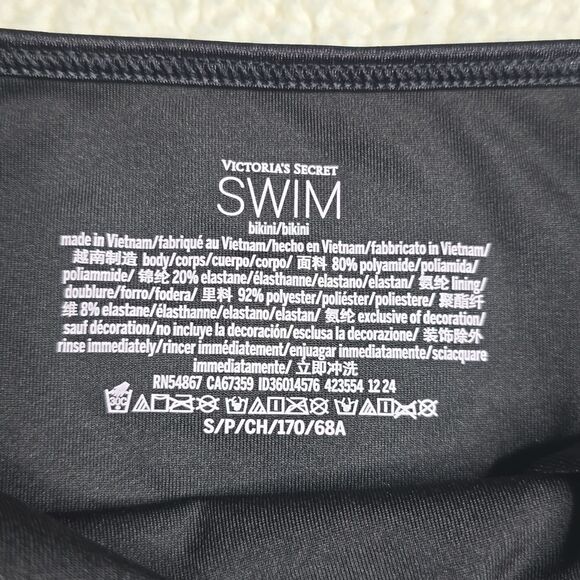 VICTORIA'S SECRET
SWIM
bikini/bikini
made in Vietnam/fabriqué au Vietnam/hecho en Vietnam/fabbricato in Vietnam/
越南制造 body/corps/cuerpo/corpo/ 面料 80% polyamide/poliamida/
poliammide/ 锦纶 20% elastane/élasthanne/elastano/elastan/ 氨纶 lining/
doublure/forro/fodera/ 里料 92% polyester/poliéster/poliestere/ 聚酯纤
维 8% elastane/élasthanne/elastano/elastan/ 氨纶 exclusive of decoration/
sauf décoration/no incluye la decoración/esclusa la decorazione/ 装饰除外
rinse immediately/rincer immédiatement/enjuagar inmediatamente/sciacquare
immediatamente/ 立即冲洗
RN54867 CA67359 ID36014576 423554 12 24
30C
S/P/CH/170/68A